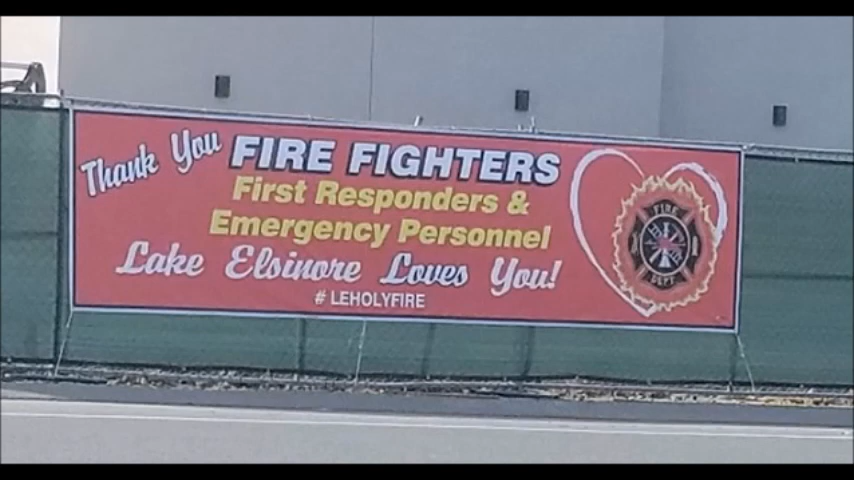 Thank You FIRE FIGHTERS
First Responders &
Emergency Personnel
Lake Elsinore Loves You!
# LEHOLYFIRE
FIRE
DEPT